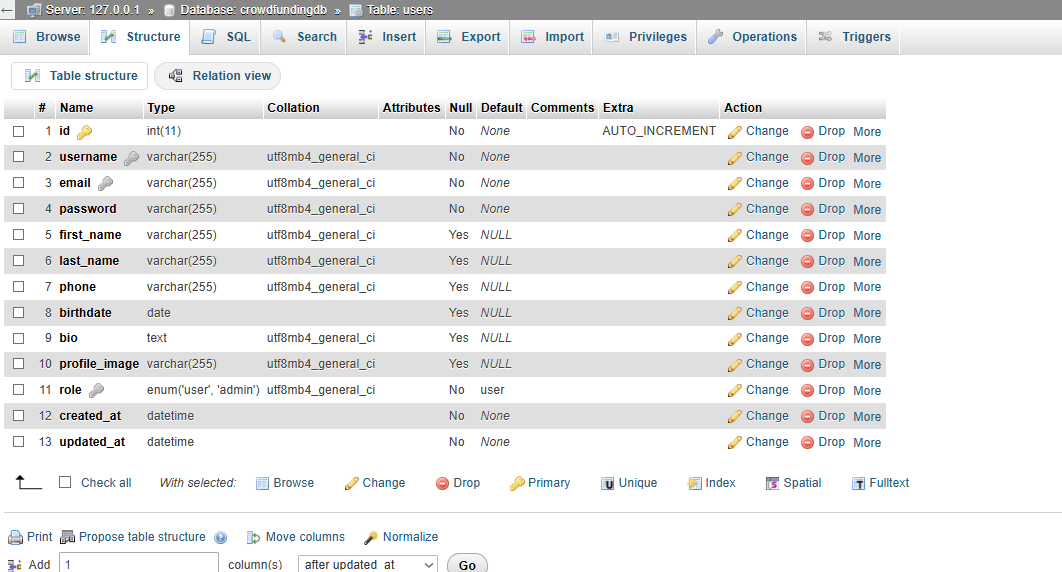 Server: 127.0.0.1 » Database: crowdfundingdb » Table: users
Browse Structure SQL Search Insert Export Import Privileges Operations Triggers
Table structure Relation view
# Name Type Collation Attributes Null Default Comments Extra Action
1 id int(11) No None AUTO_INCREMENT Change Drop More
2 username varchar(255) utf8mb4_general_ci No None Change Drop More
3 email varchar(255) utf8mb4_general_ci No None Change Drop More
4 password varchar(255) utf8mb4_general_ci No None Change Drop More
5 first_name varchar(255) utf8mb4_general_ci Yes NULL Change Drop More
6 last_name varchar(255) utf8mb4_general_ci Yes NULL Change Drop More
7 phone varchar(255) utf8mb4_general_ci Yes NULL Change Drop More
8 birthdate date Yes NULL Change Drop More
9 bio text utf8mb4_general_ci Yes NULL Change Drop More
10 profile_image varchar(255) utf8mb4_general_ci Yes NULL Change Drop More
11 role enum('user', 'admin') utf8mb4_general_ci No user Change Drop More
12 created_at datetime No None Change Drop More
13 updated_at datetime No None Change Drop More
Check all With selected: Browse Change Drop Primary Unique Index Spatial Fulltext
Print Propose table structure Move columns Normalize
Add 1 column(s) after updated_at Go